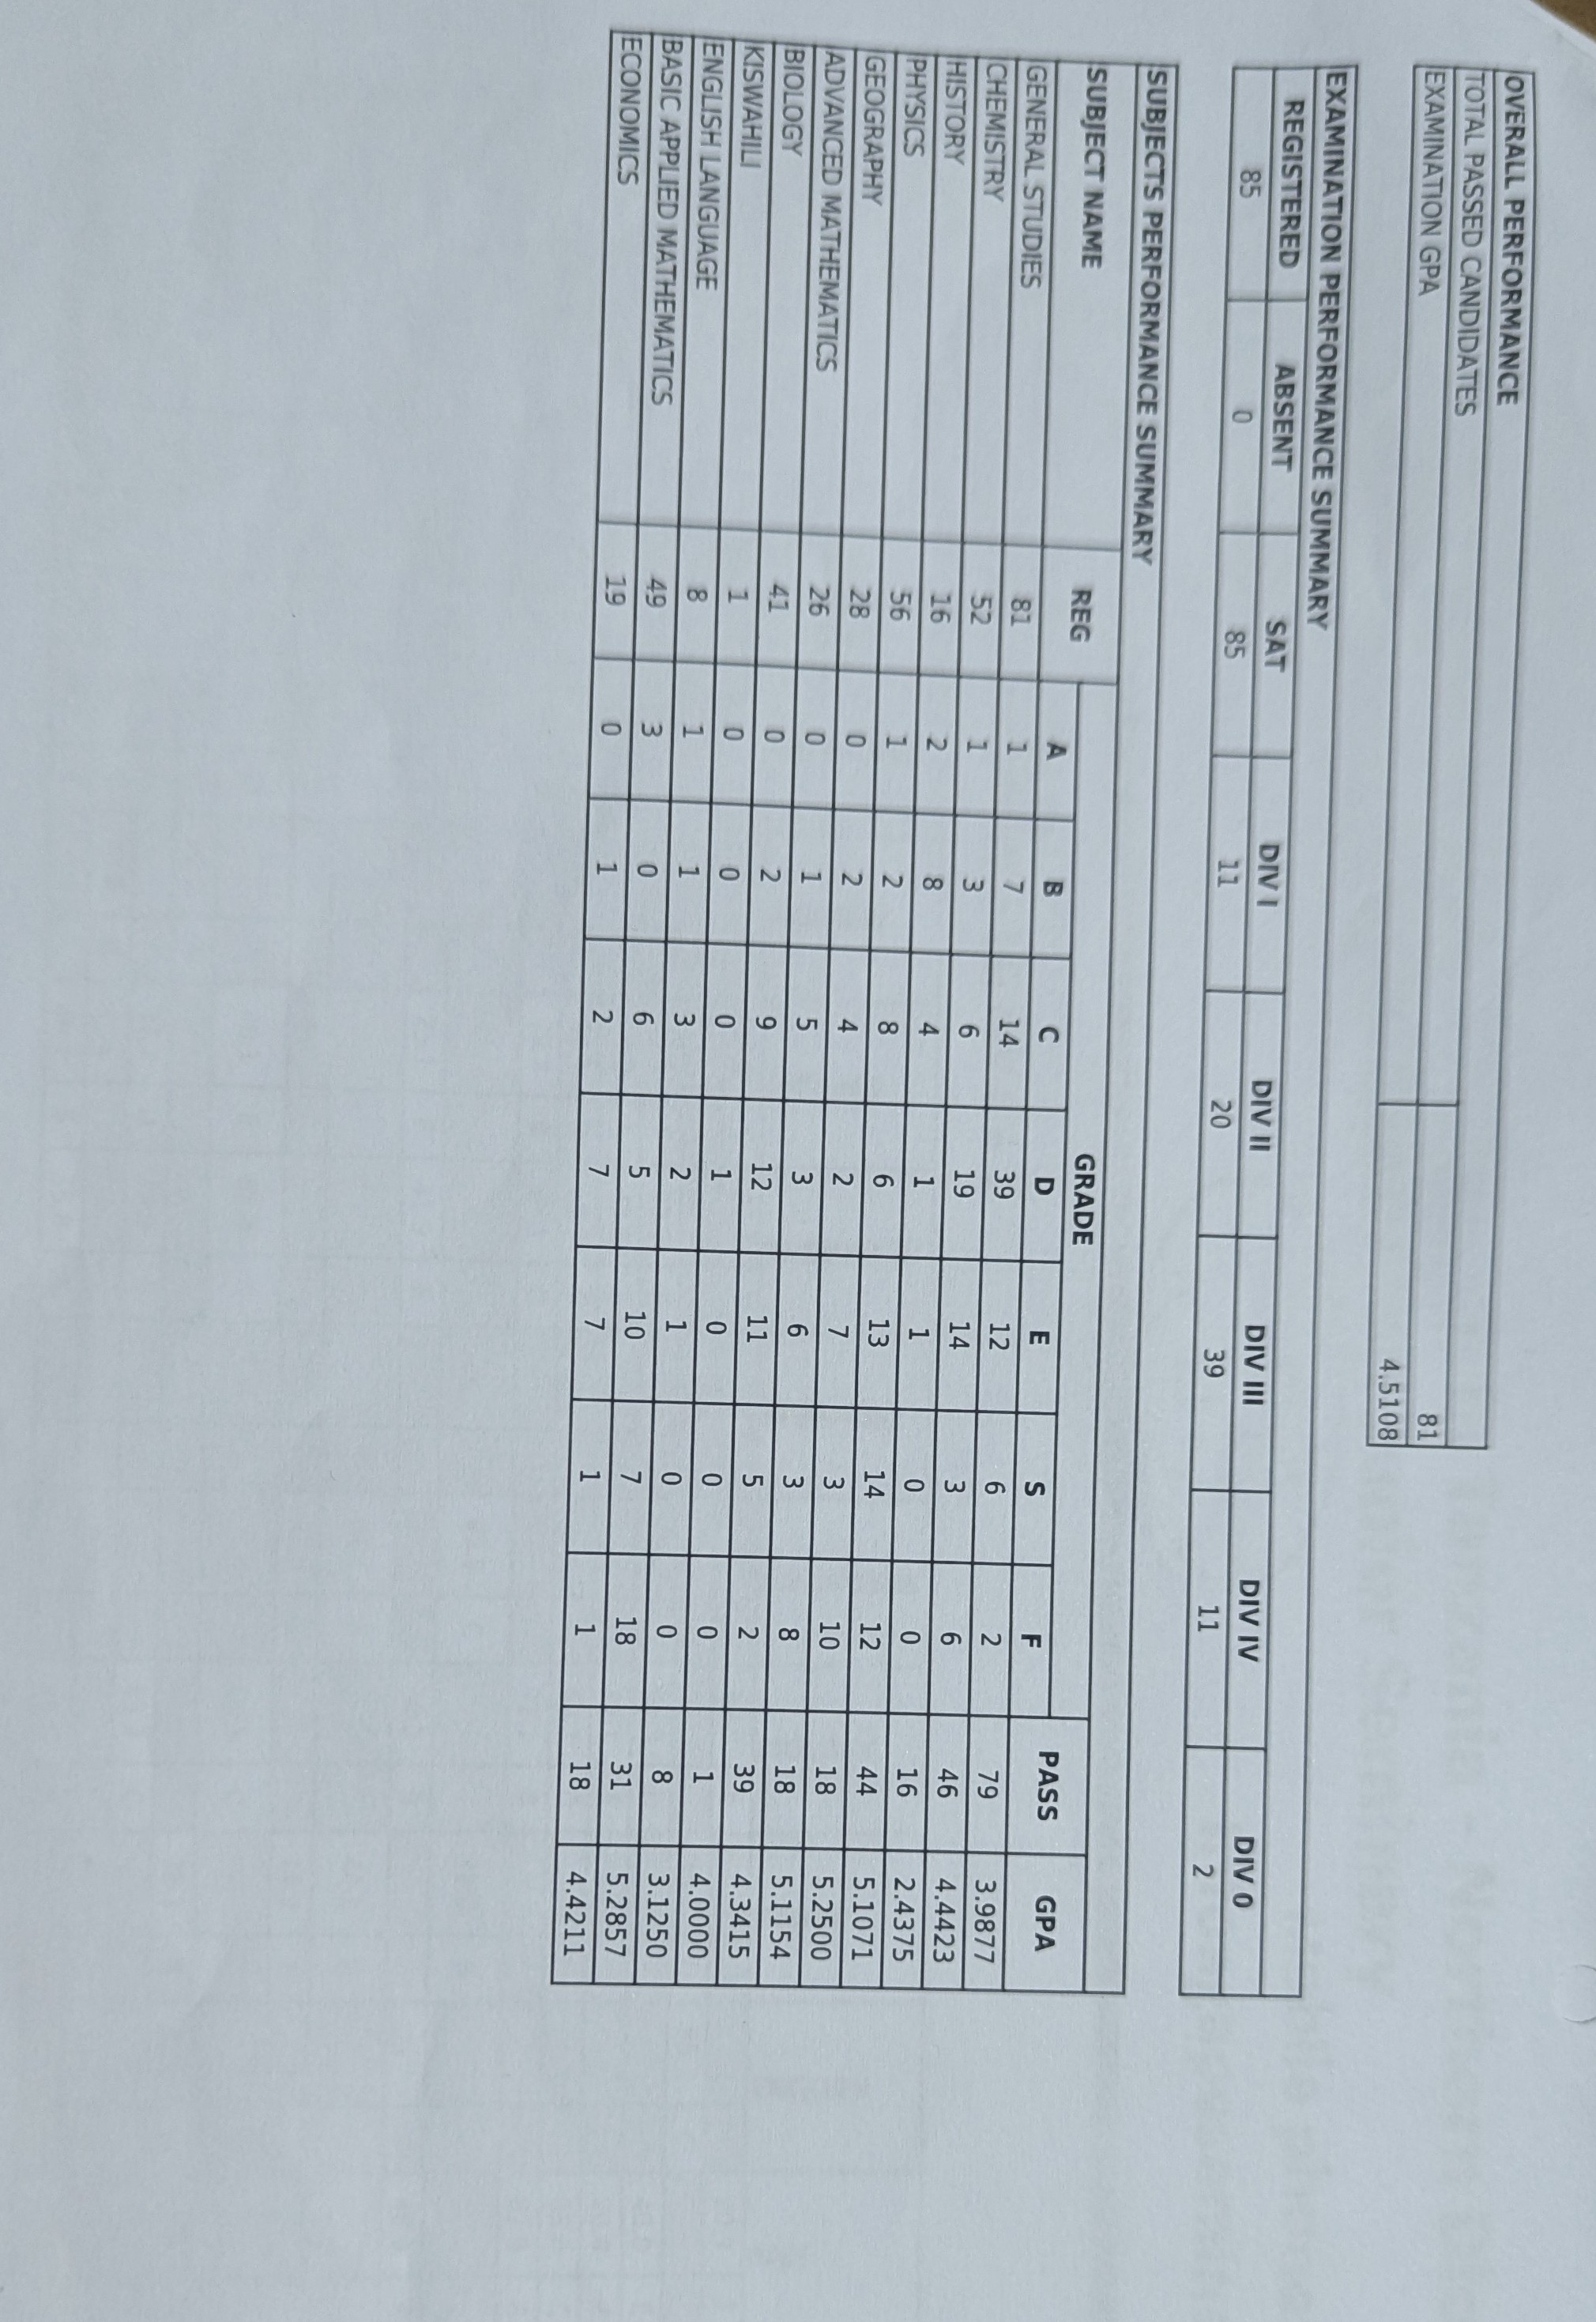 OVERALL PERFORMANCE
TOTAL PASSED CANDIDATES 81
EXAMINATION GPA 4.5108
EXAMINATION PERFORMANCE SUMMARY
REGISTERED ABSENT SAT DIV I DIV II DIV III DIV IV DIV 0
85 0 85 11 20 39 11 2
SUBJECTS PERFORMANCE SUMMARY
SUBJECT NAME REG GRADE PASS GPA
A B C D E S F
GENERAL STUDIES 81 1 7 14 39 12 6 2 79 3.9877
CHEMISTRY 52 1 3 6 19 14 3 6 46 4.4423
HISTORY 16 2 8 4 1 1 0 0 16 2.4375
PHYSICS 56 1 2 8 6 13 14 12 44 5.1071
GEOGRAPHY 28 0 2 4 2 7 3 10 18 5.2500
ADVANCED MATHEMATICS 26 0 1 5 3 6 3 8 18 5.1154
BIOLOGY 41 0 2 9 12 11 5 2 39 4.3415
KISWAHILI 1 0 0 0 1 0 0 0 1 4.0000
ENGLISH LANGUAGE 8 1 1 3 2 1 0 0 8 3.1250
BASIC APPLIED MATHEMATICS 49 3 0 6 5 10 7 18 31 5.2857
ECONOMICS 19 0 1 2 7 7 1 1 18 4.4211